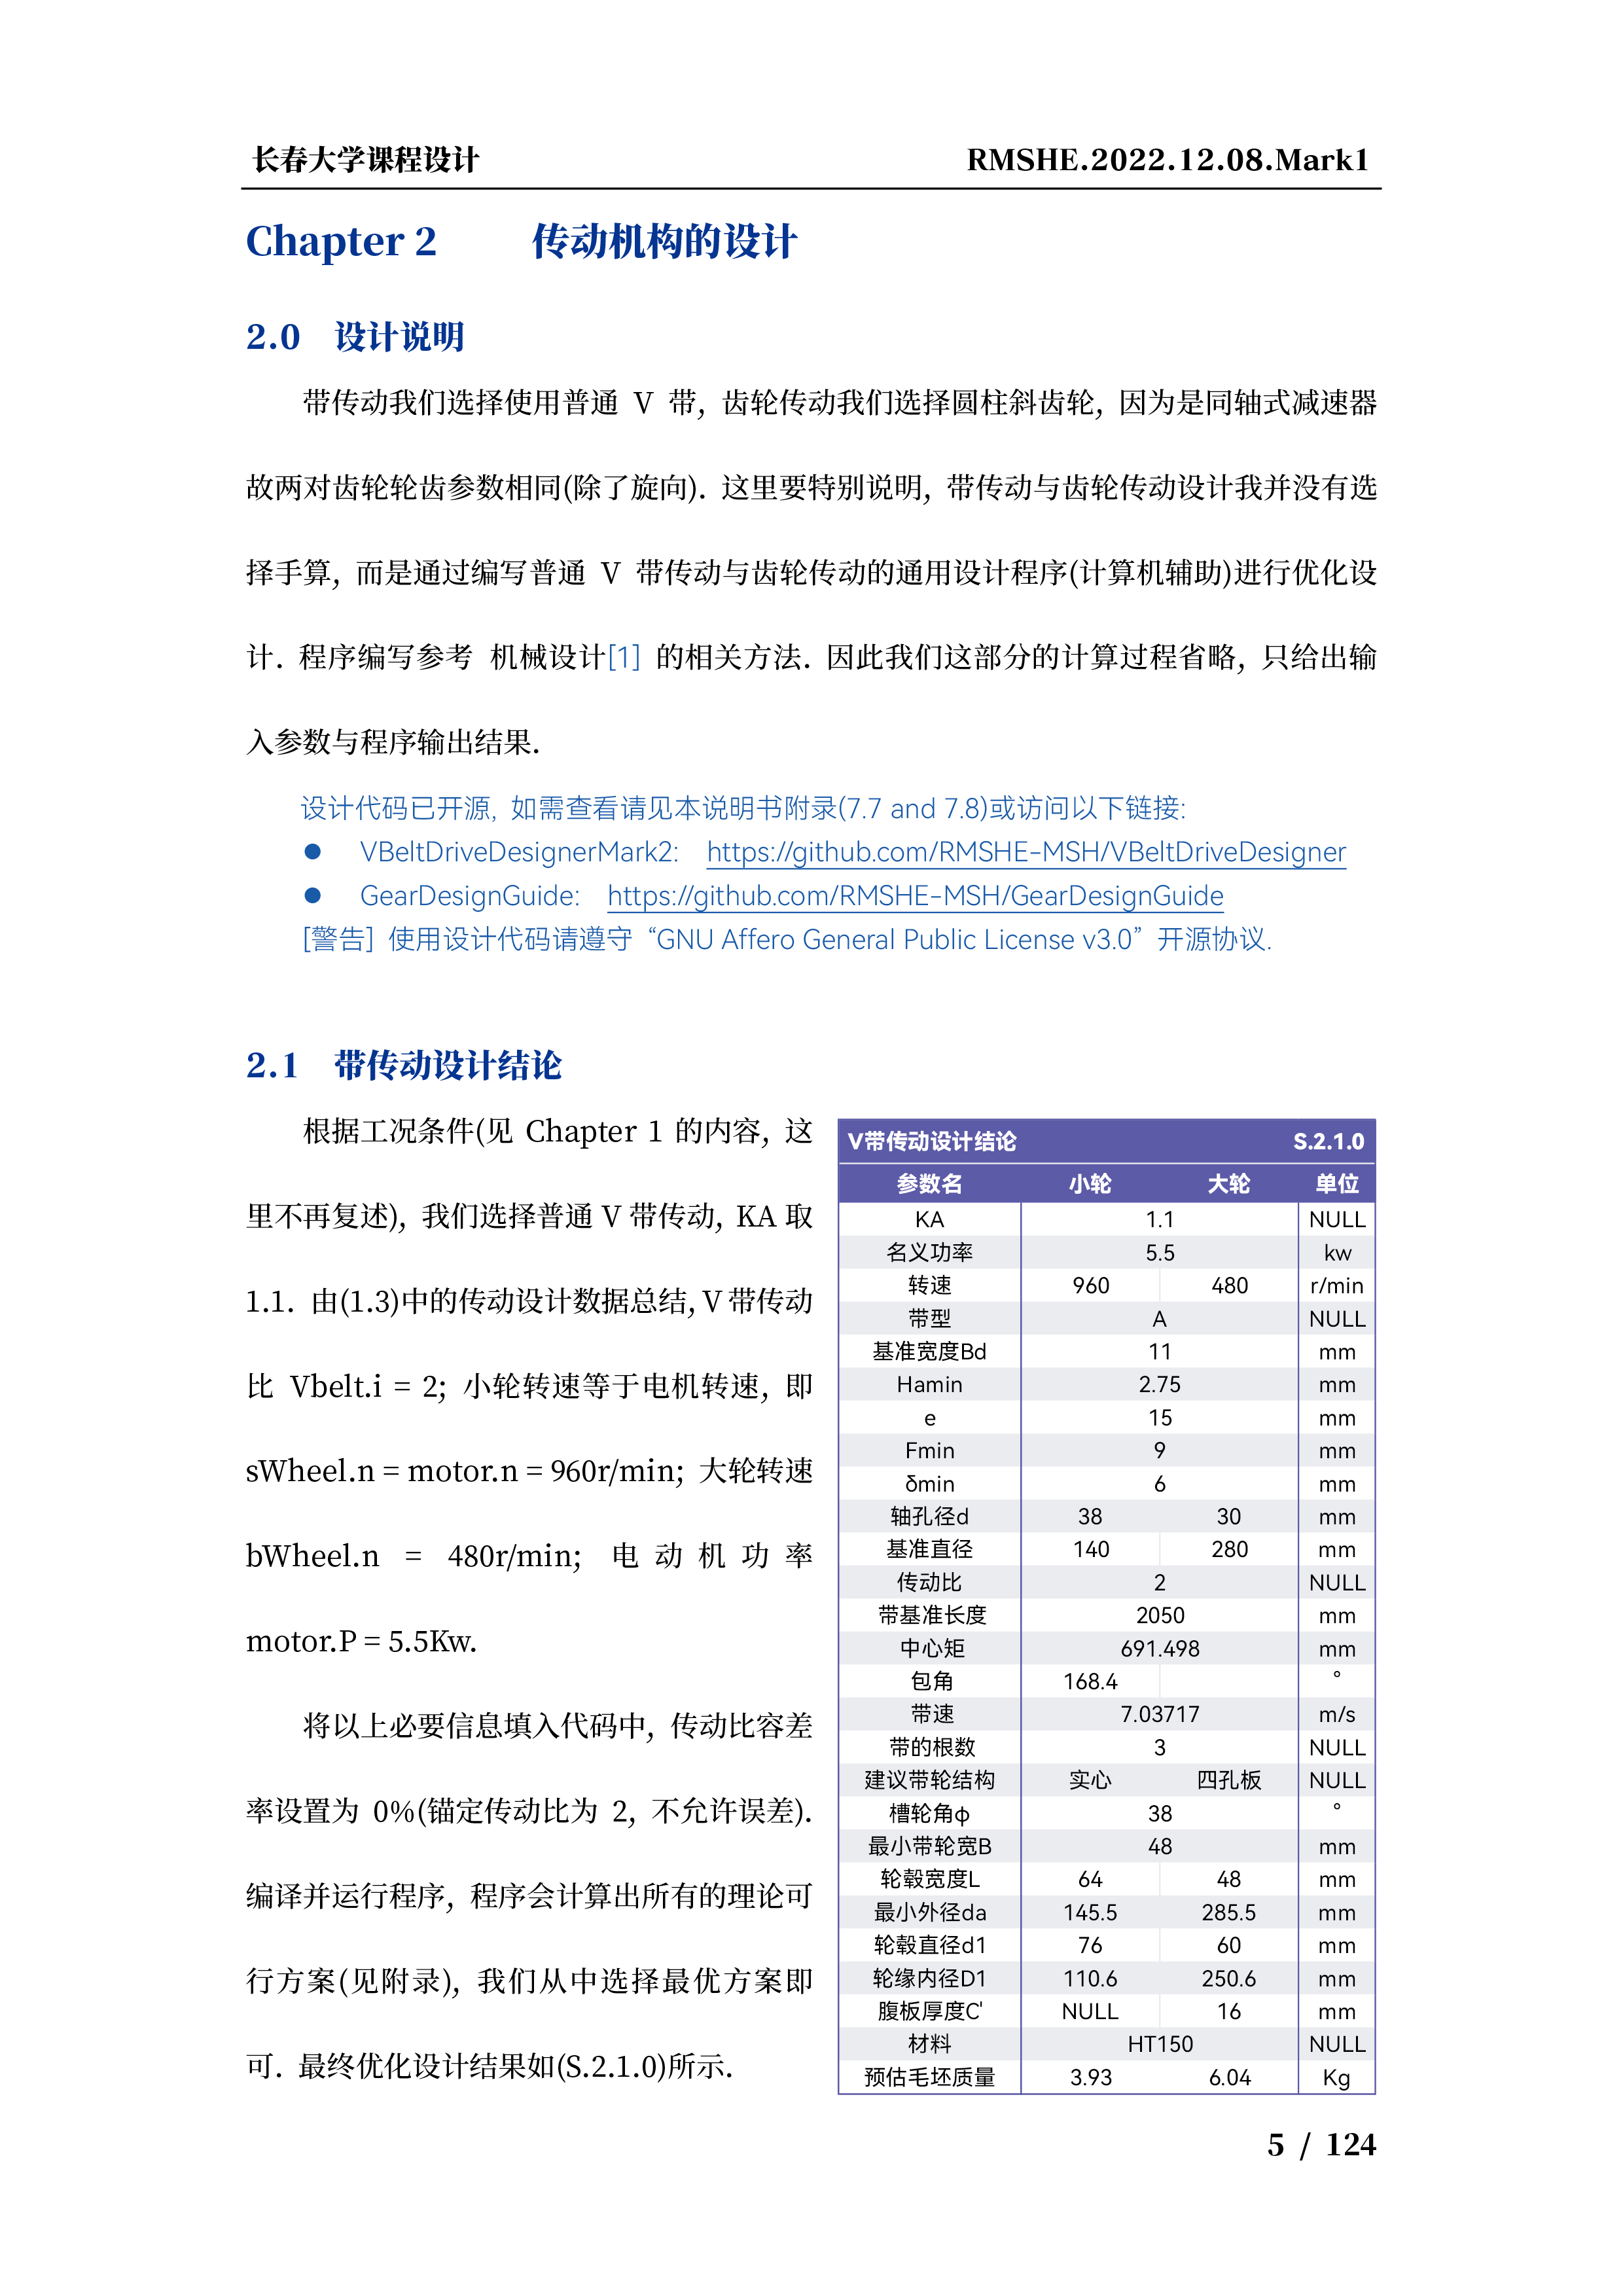 长春大学课程设计 RMSHE.2022.12.08.Mark1
Chapter 2 传动机构的设计
2.0 设计说明
带传动我们选择使用普通 V 带, 齿轮传动我们选择圆柱斜齿轮, 因为是同轴式减速器
故两对齿轮轮齿参数相同(除了旋向). 这里要特别说明, 带传动与齿轮传动设计我并没有选
择手算, 而是通过编写普通 V 带传动与齿轮传动的通用设计程序(计算机辅助)进行优化设
计. 程序编写参考 机械设计[1] 的相关方法. 因此我们这部分的计算过程省略, 只给出输
入参数与程序输出结果.
设计代码已开源, 如需查看请见本说明书附录(7.7 and 7.8)或访问以下链接:
● VBeltDriveDesignerMark2: https://github.com/RMSHE-MSH/VBeltDriveDesigner
● GearDesignGuide: https://github.com/RMSHE-MSH/GearDesignGuide
[警告] 使用设计代码请遵守“GNU Affero General Public License v3.0”开源协议.
2.1 带传动设计结论
根据工况条件(见 Chapter 1 的内容, 这
里不再复述), 我们选择普通 V 带传动, KA 取
1.1. 由(1.3)中的传动设计数据总结, V 带传动
比 Vbelt.i = 2; 小轮转速等于电机转速, 即
sWheel.n = motor.n = 960r/min; 大轮转速
bWheel.n = 480r/min; 电动机功率
motor.P = 5.5Kw.
将以上必要信息填入代码中, 传动比容差
率设置为 0%(锚定传动比为 2, 不允许误差).
编译并运行程序, 程序会计算出所有的理论可
行方案(见附录), 我们从中选择最优方案即
可. 最终优化设计结果如(S.2.1.0)所示.
V带传动设计结论 S.2.1.0
参数名 小轮 大轮 单位
KA 1.1 NULL
名义功率 5.5 kw
转速 960 480 r/min
带型 A NULL
基准宽度Bd 11 mm
Hamin 2.75 mm
e 15 mm
Fmin 9 mm
δmin 6 mm
轴孔径d 38 30 mm
基准直径 140 280 mm
传动比 2 NULL
带基准长度 2050 mm
中心矩 691.498 mm
包角 168.4 °
带速 7.03717 m/s
带的根数 3 NULL
建议带轮结构 实心 四孔板 NULL
槽轮角φ 38 °
最小带轮宽B 48 mm
轮毂宽度L 64 48 mm
最小外径da 145.5 285.5 mm
轮毂直径d1 76 60 mm
轮缘内径D1 110.6 250.6 mm
腹板厚度C' NULL 16 mm
材料 HT150 NULL
预估毛坯质量 3.93 6.04 Kg
5 / 124